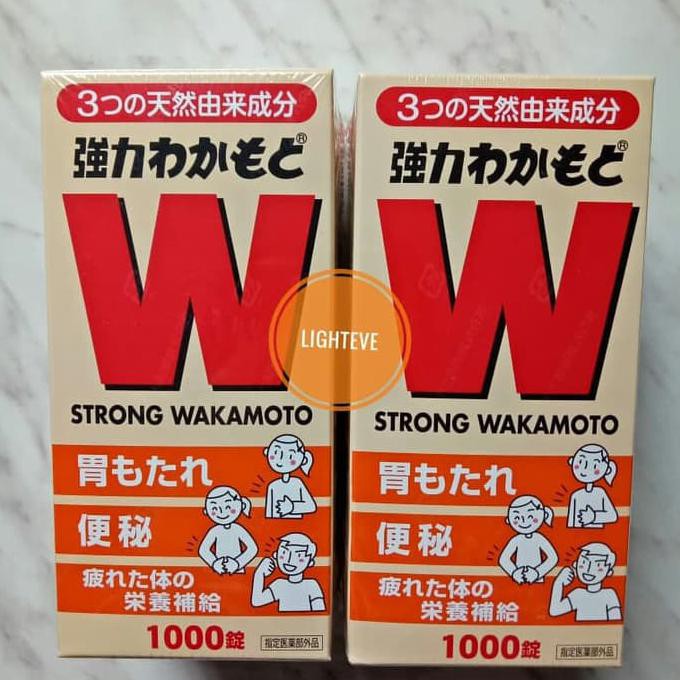 3つの天然由来成分
強力わかもと®
W
STRONG WAKAMOTO
胃もたれ
便秘
疲れた体の
栄養補給
1000錠
指定医薬部外品
LIGHTEVE
3つの天然由来成分
強力わかもと®
W
STRONG WAKAMOTO
胃もたれ
便秘
疲れた体の
栄養補給
1000錠
指定医薬部外品